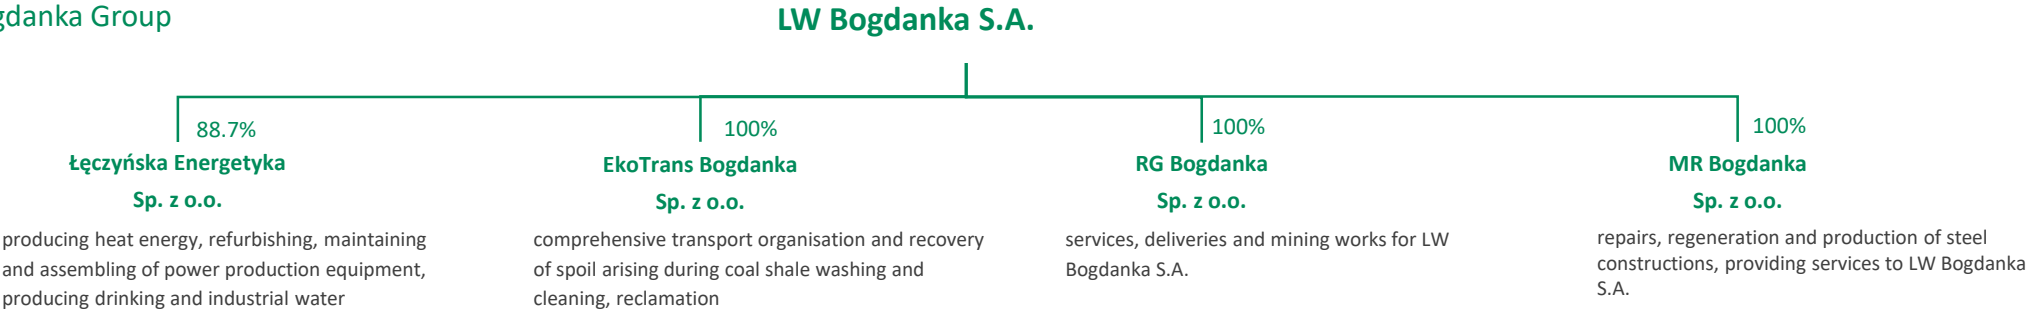 gdanka Group
LW Bogdanka S.A.
88.7%
Łęczyńska Energetyka
Sp. z o.o.
producing heat energy, refurbishing, maintaining
and assembling of power production equipment,
producing drinking and industrial water
100%
EkoTrans Bogdanka
Sp. z o.o.
comprehensive transport organisation and recovery
of spoil arising during coal shale washing and
cleaning, reclamation
100%
RG Bogdanka
Sp. z o.o.
services, deliveries and mining works for LW
Bogdanka S.A.
100%
MR Bogdanka
Sp. z o.o.
repairs, regeneration and production of steel
constructions, providing services to LW Bogdanka
S.A.